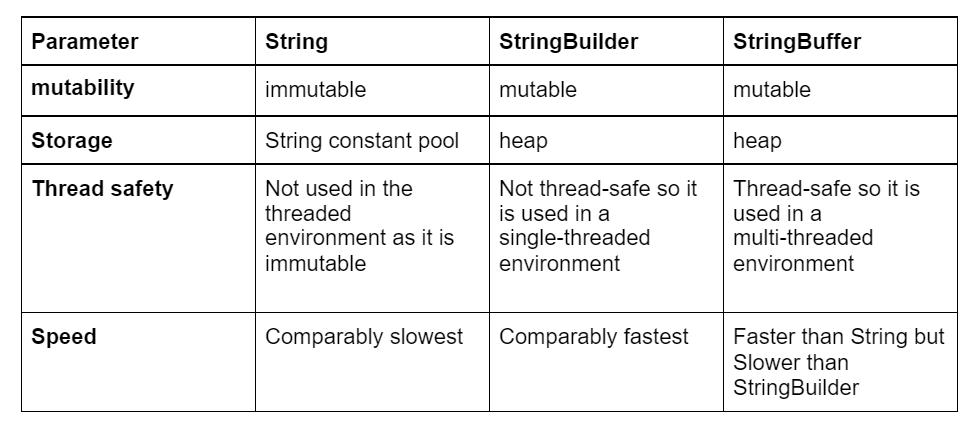 Parameter String StringBuilder StringBuffer
mutability immutable mutable mutable
Storage String constant pool heap heap
Thread safety
Not used in the
threaded
environment as it is
immutable
Not thread-safe so it
is used in a
single-threaded
environment
Thread-safe so it is
used in a
multi-threaded
environment
Speed Comparably slowest Comparably fastest
Faster than String but
Slower than
StringBuilder